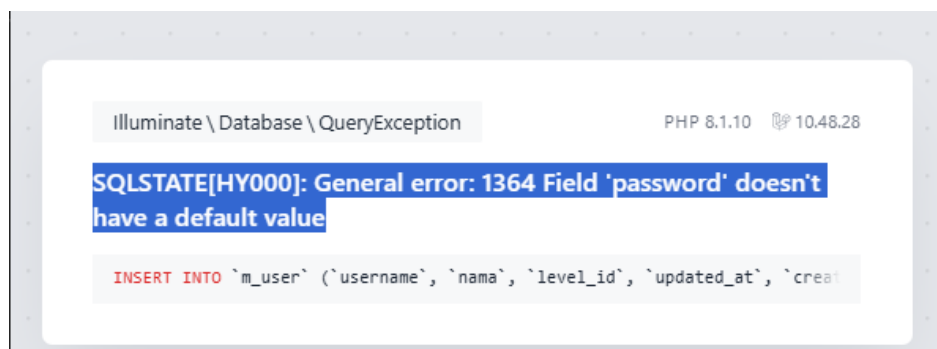 Illuminate \ Database \ QueryException
PHP 8.1.10 10.48.28
SQLSTATE[HY000]: General error: 1364 Field 'password' doesn't
have a default value
INSERT INTO `m_user` (`username`, `nama`, `level_id`, `updated_at`, `creat